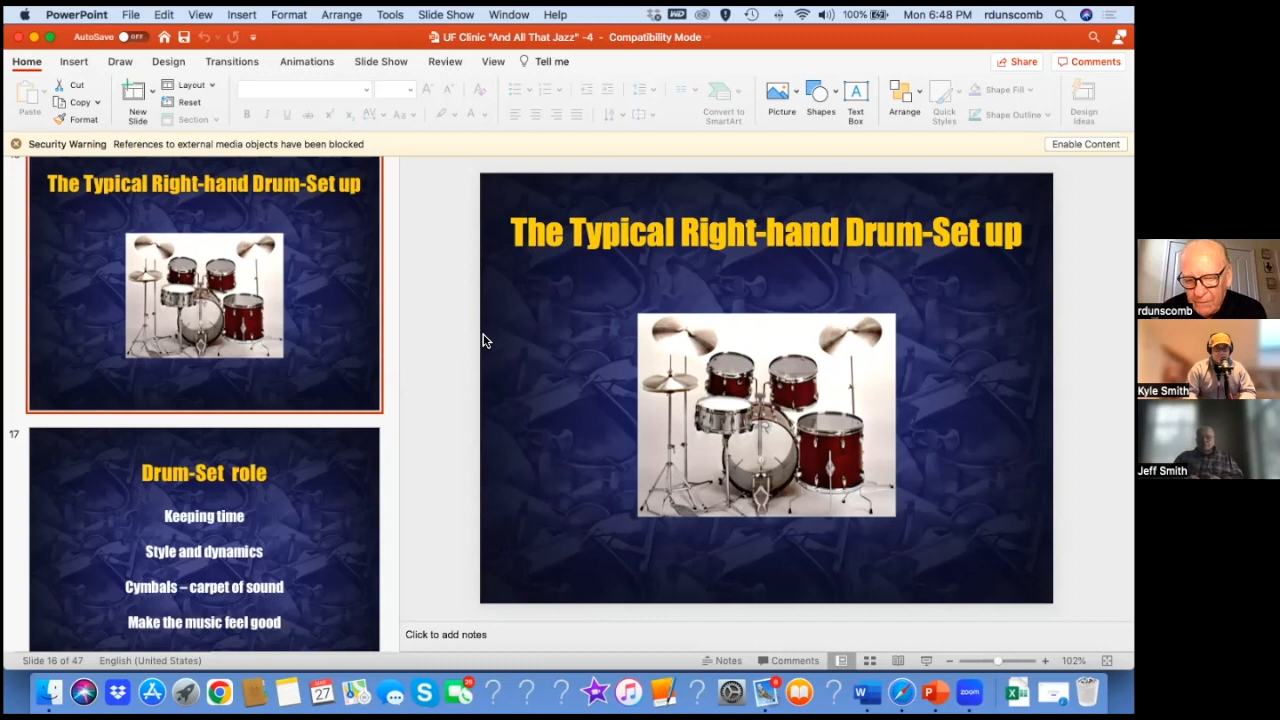 PowerPoint File Edit View Insert Format Arrange Tools Slide Show Window Help 100% Mon 6:48 PM rdunscomb
AutoSave OFF UF Clinic "And All That Jazz" -4 - Compatibility Mode
Home Insert Draw Design Transitions Animations Slide Show Review View Tell me Share Comments
Paste
Cut
Copy
Format
New Slide
Layout
Reset
Section
Convert to SmartArt
Picture
Shapes
Text Box
Arrange
Quick Styles
Shape Fill
Shape Outline
Design Ideas
Security Warning References to external media objects have been blocked Enable Content
The Typical Right-hand Drum-Set up
17
Drum-Set role
Keeping time
Style and dynamics
Cymbals – carpet of sound
Make the music feel good
The Typical Right-hand Drum-Set up
Click to add notes
Slide 16 of 47 English (United States) Notes Comments 102%
rdunscomb
Kyle Smith
Jeff Smith
MAR
27
zoom